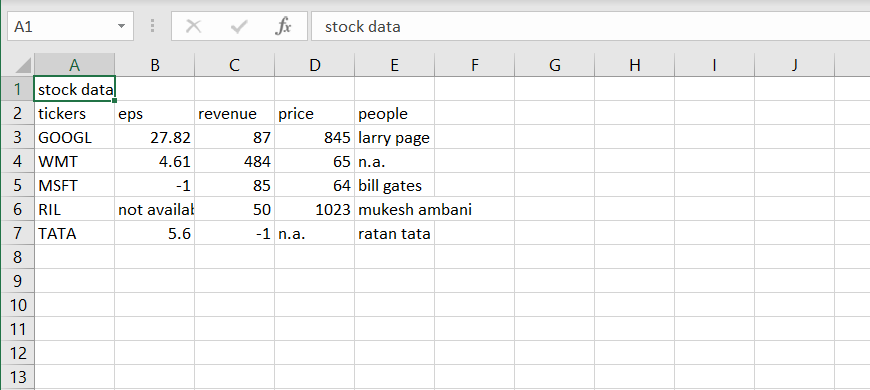 A1 fx stock data
A B C D E F G H I J
1 stock data
2 tickers eps revenue price people
3 GOOGL 27.82 87 845 larry page
4 WMT 4.61 484 65 n.a.
5 MSFT -1 85 64 bill gates
6 RIL not availab 50 1023 mukesh ambani
7 TATA 5.6 -1 n.a. ratan tata
8
9
10
11
12
13